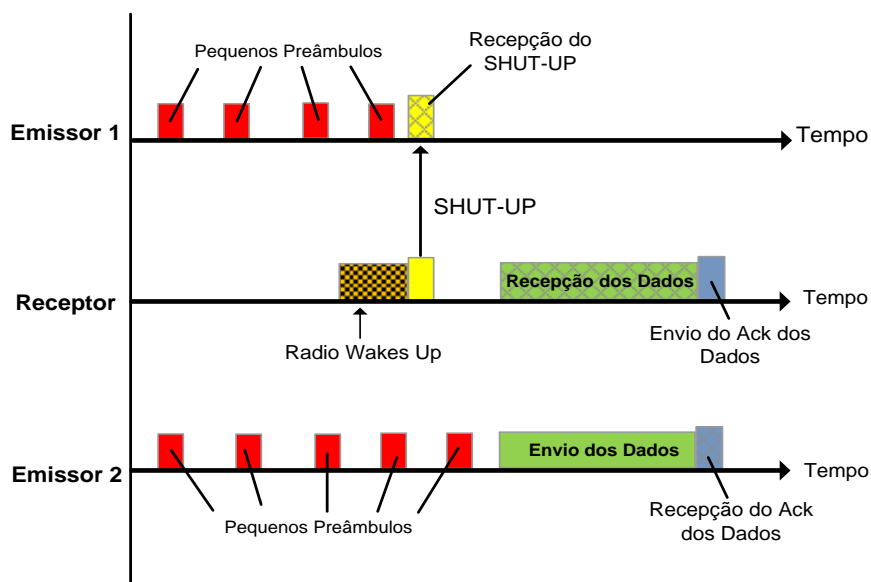 Pequenos Preâmbulos
Recepção do
SHUT-UP
Emissor 1
Tempo
SHUT-UP
Recepção dos Dados
Receptor
Tempo
Radio Wakes Up
Envio do Ack dos
Dados
Envio dos Dados
Emissor 2
Tempo
Pequenos Preâmbulos
Recepção do Ack
dos Dados